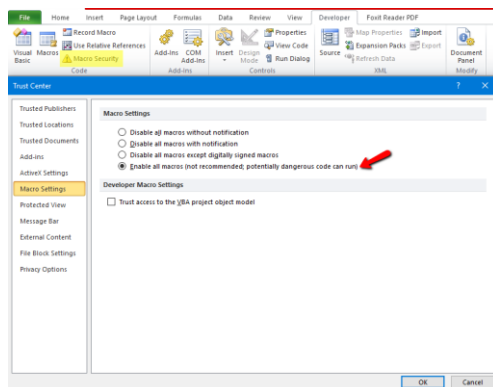 File Home Insert Page Layout Formulas Data Review View Developer Foxit Reader PDF
Visual Basic
Macros
Record Macro
Use Relative References
Macro Security
Code
Add-Ins
COM Add-Ins
Add-Ins
Insert
Design Mode
Properties
View Code
Run Dialog
Controls
Source
Map Properties
Expansion Packs
Refresh Data
Import
Export
XML
Document Panel
Modify
Trust Center ? X
Trusted Publishers
Trusted Locations
Trusted Documents
Add-ins
ActiveX Settings
Macro Settings
Protected View
Message Bar
External Content
File Block Settings
Privacy Options
Macro Settings
Disable all macros without notification
Disable all macros with notification
Disable all macros except digitally signed macros
Enable all macros (not recommended; potentially dangerous code can run)
Developer Macro Settings
Trust access to the VBA project object model
OK Cancel